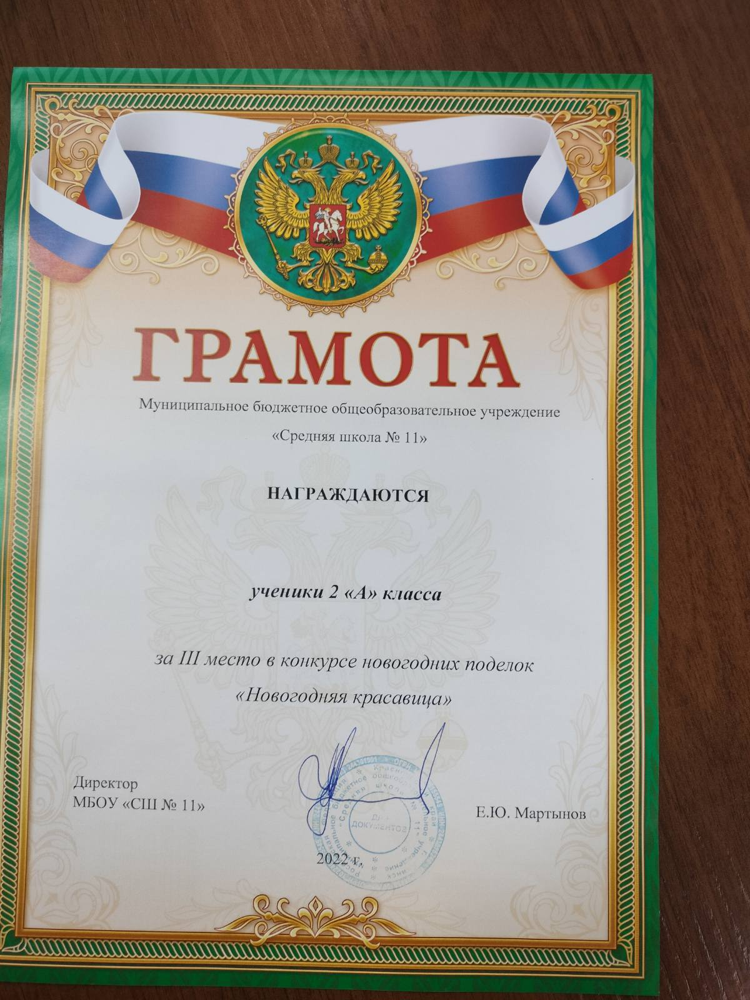 ГРАМОТА
Муниципальное бюджетное общеобразовательное учреждение
«Средняя школа № 11»
НАГРАЖДАЮТСЯ
ученики 2 «А» класса
за III место в конкурсе новогодних поделок
«Новогодняя красавица»
Директор
МБОУ «СШ № 11»
Е.Ю. Мартынов
ДЛЯ
ДОКУМЕНТОВ
2022 г.